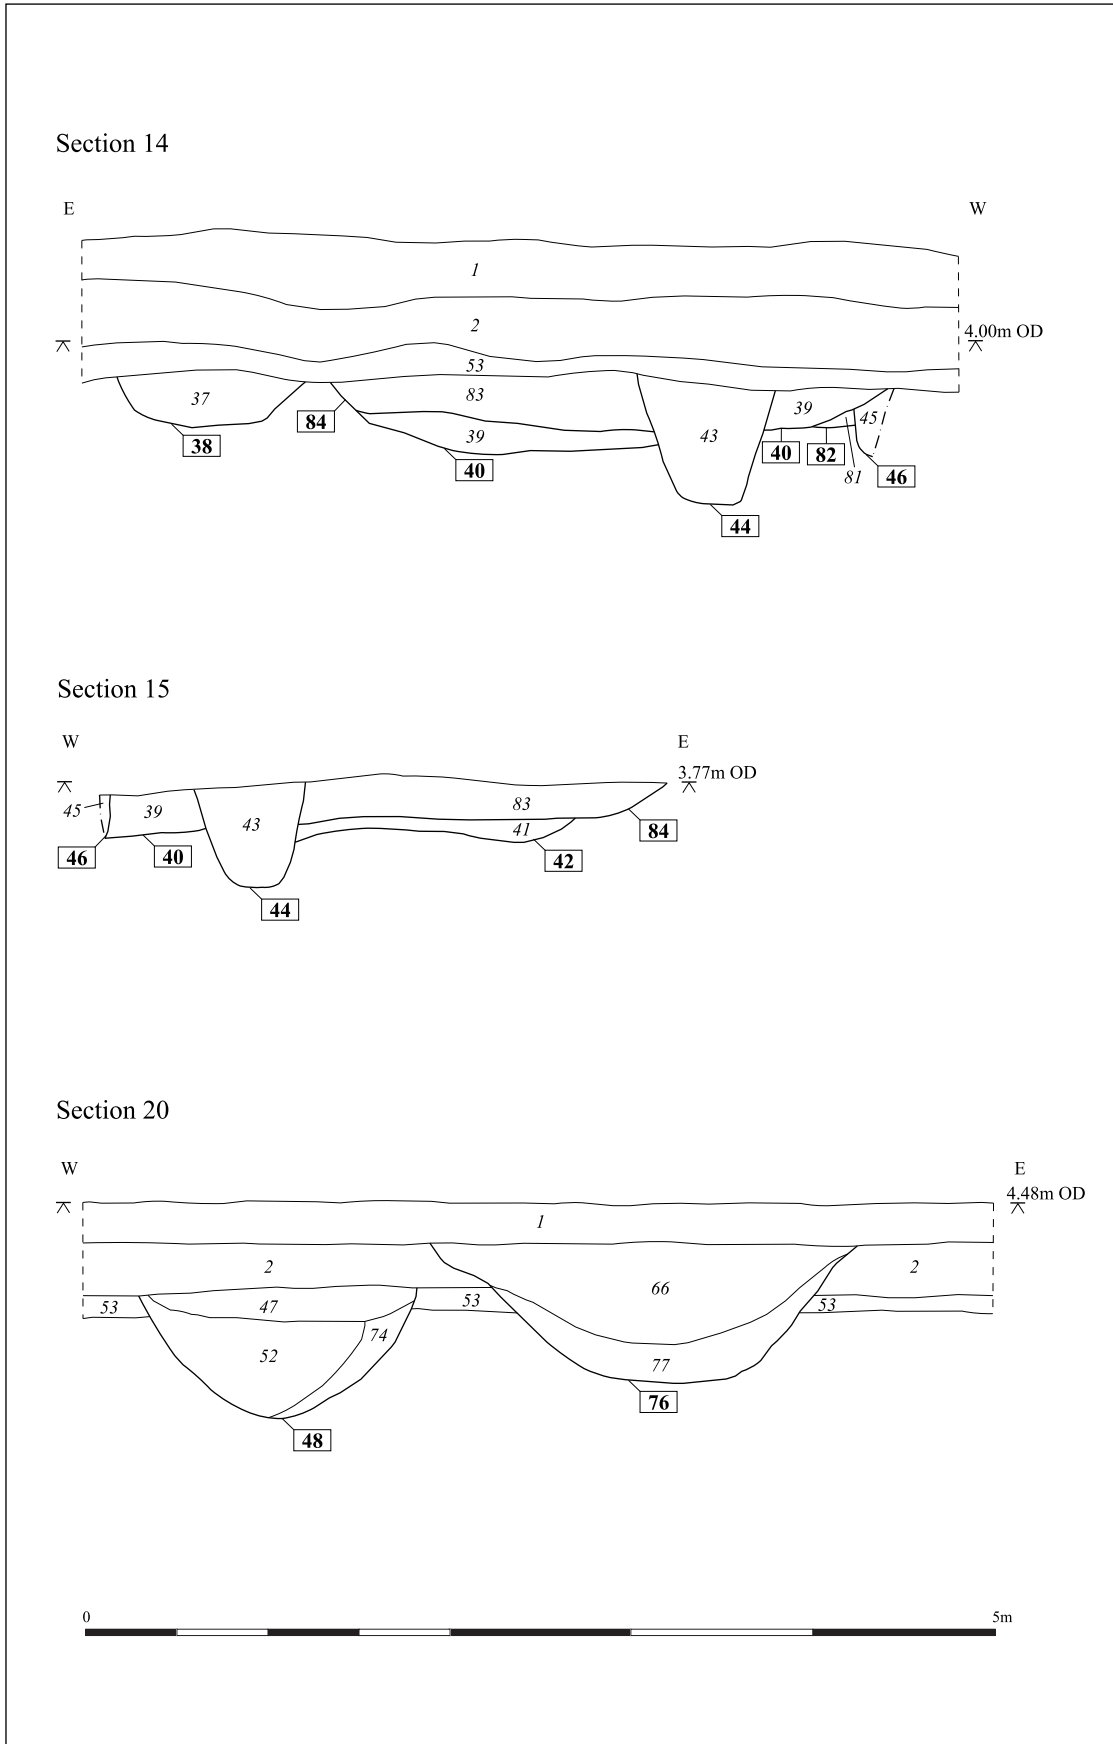 Section 14
E W
1
2
4.00m OD
53
37 83 39 45
84 39 43
38 40 40 82 81 46
44
Section 15
W E
3.77m OD
45 39 43 83
46 40 41 84
42
44
Section 20
W E
4.48m OD
1
2 66 2
53 47 53 53
52 74 77
76
48
0 5m